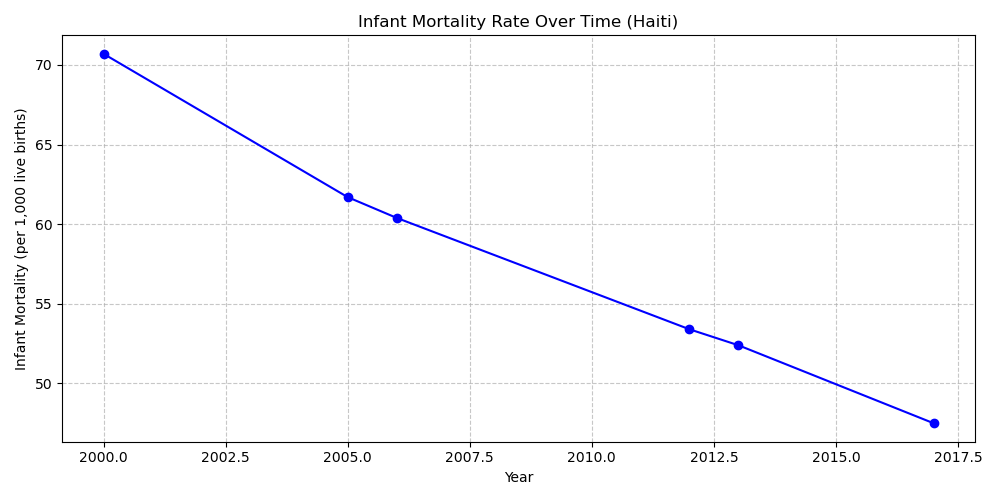 Infant Mortality Rate Over Time (Haiti)
Infant Mortality (per 1,000 live births)
70
65
60
55
50
2000.0 2002.5 2005.0 2007.5 2010.0 2012.5 2015.0 2017.5
Year